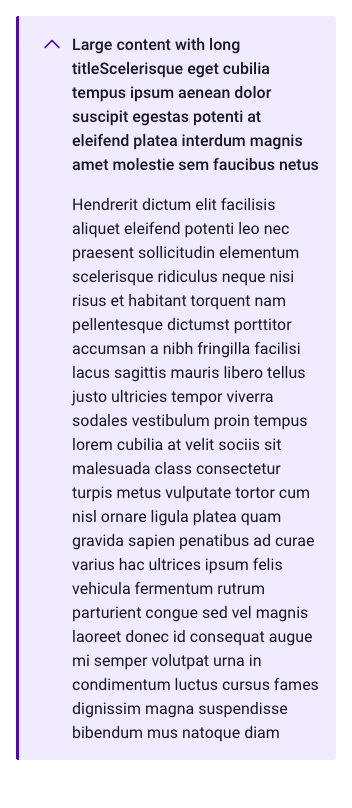 Large content with long
titleScelerisque eget cubilia
tempus ipsum aenean dolor
suscipit egestas potenti at
eleifend platea interdum magnis
amet molestie sem faucibus netus
Hendrerit dictum elit facilisis
aliquet eleifend potenti leo nec
praesent sollicitudin elementum
scelerisque ridiculus neque nisi
risus et habitant torquent nam
pellentesque dictumst porttitor
accumsan a nibh fringilla facilisi
lacus sagittis mauris libero tellus
justo ultricies tempor viverra
sodales vestibulum proin tempus
lorem cubilia at velit sociis sit
malesuada class consectetur
turpis metus vulputate tortor cum
nisl ornare ligula platea quam
gravida sapien penatibus ad curae
varius hac ultrices ipsum felis
vehicula fermentum rutrum
parturient congue sed vel magnis
laoreet donec id consequat augue
mi semper volutpat urna in
condimentum luctus cursus fames
dignissim magna suspendisse
bibendum mus natoque diam